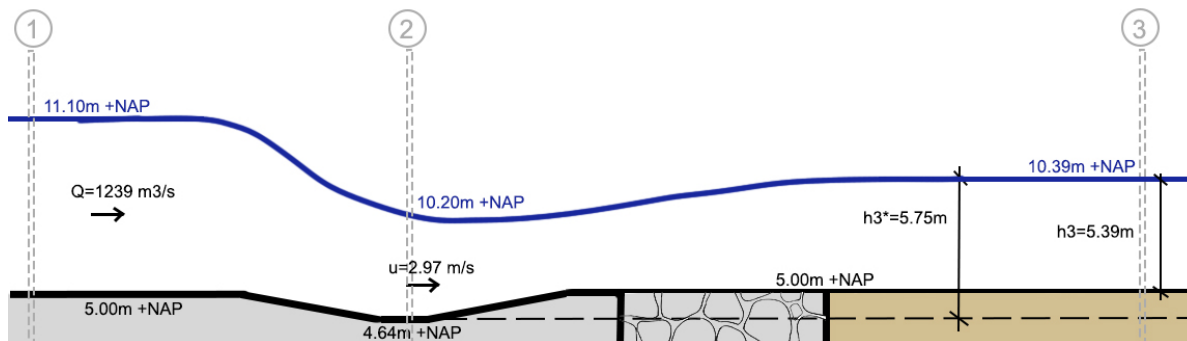 1
2
3
11.10m +NAP
10.39m +NAP
Q=1239 m3/s
10.20m +NAP
h3*=5.75m
h3=5.39m
u=2.97 m/s
5.00m +NAP
5.00m +NAP
4.64m +NAP